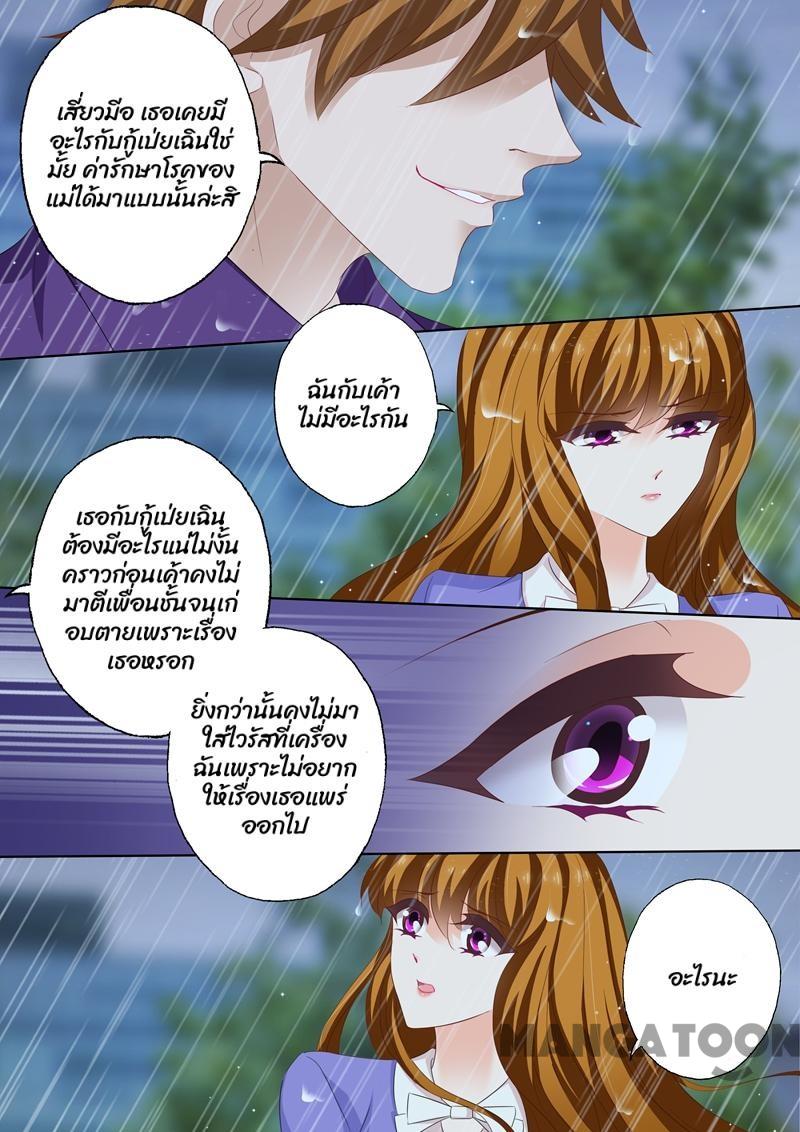 เสี่ยวมีอ เธอเคยมี
อะไรกับกู้เป่ยเฉินใช่
มั้ย ค่ารักษาโรคของ
แม่ได้มาแบบนั้นล่ะสิ
ฉันกับเค้า
ไม่มีอะไรกัน
เธอกับกู้เป่ยเฉิน
ต้องมีอะไรแน่ไม่งั้น
คราวก่อนเค้าคงไม่
มาตีเพื่อนชั้นจนเก่
อบตายเพราะเรื่อง
เธอหรอก
ยิ่งกว่านั้นคงไม่มา
ใส่ไวรัสที่เครื่อง
ฉันเพราะไม่อยาก
ให้เรื่องเธอแพร่
ออกไป
อะไรนะ
MANGATOON